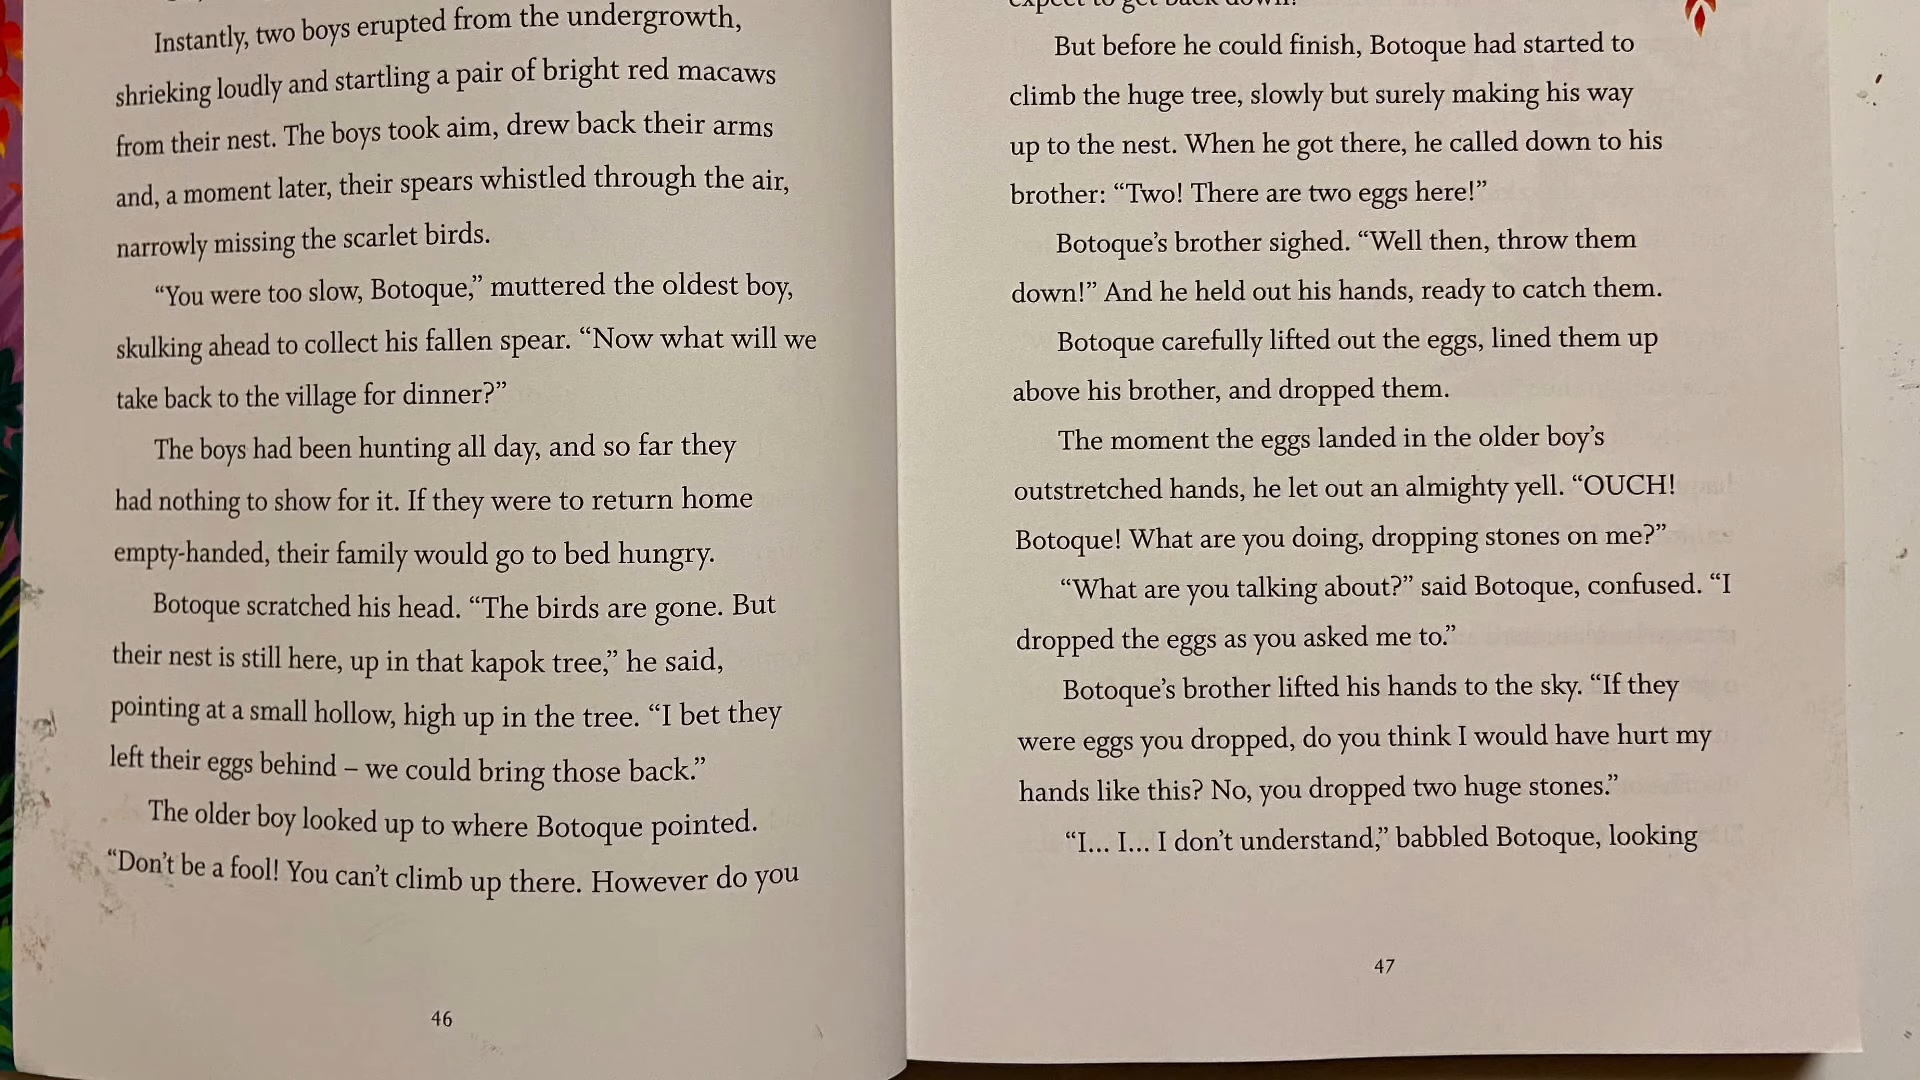 Instantly, two boys erupted from the undergrowth,
shrieking loudly and startling a pair of bright red macaws
from their nest. The boys took aim, drew back their arms
and, a moment later, their spears whistled through the air,
narrowly missing the scarlet birds.
“You were too slow, Botoque,” muttered the oldest boy,
skulking ahead to collect his fallen spear. “Now what will we
take back to the village for dinner?”
The boys had been hunting all day, and so far they
had nothing to show for it. If they were to return home
empty-handed, their family would go to bed hungry.
Botoque scratched his head. “The birds are gone. But
their nest is still here, up in that kapok tree,” he said,
pointing at a small hollow, high up in the tree. “I bet they
left their eggs behind – we could bring those back.”
The older boy looked up to where Botoque pointed.
“Don’t be a fool! You can’t climb up there. However do you
46
expect to get back down?”
But before he could finish, Botoque had started to
climb the huge tree, slowly but surely making his way
up to the nest. When he got there, he called down to his
brother: “Two! There are two eggs here!”
Botoque’s brother sighed. “Well then, throw them
down!” And he held out his hands, ready to catch them.
Botoque carefully lifted out the eggs, lined them up
above his brother, and dropped them.
The moment the eggs landed in the older boy’s
outstretched hands, he let out an almighty yell. “OUCH!
Botoque! What are you doing, dropping stones on me?”
“What are you talking about?” said Botoque, confused. “I
dropped the eggs as you asked me to.”
Botoque’s brother lifted his hands to the sky. “If they
were eggs you dropped, do you think I would have hurt my
hands like this? No, you dropped two huge stones.”
“I... I... I don’t understand,” babbled Botoque, looking
47